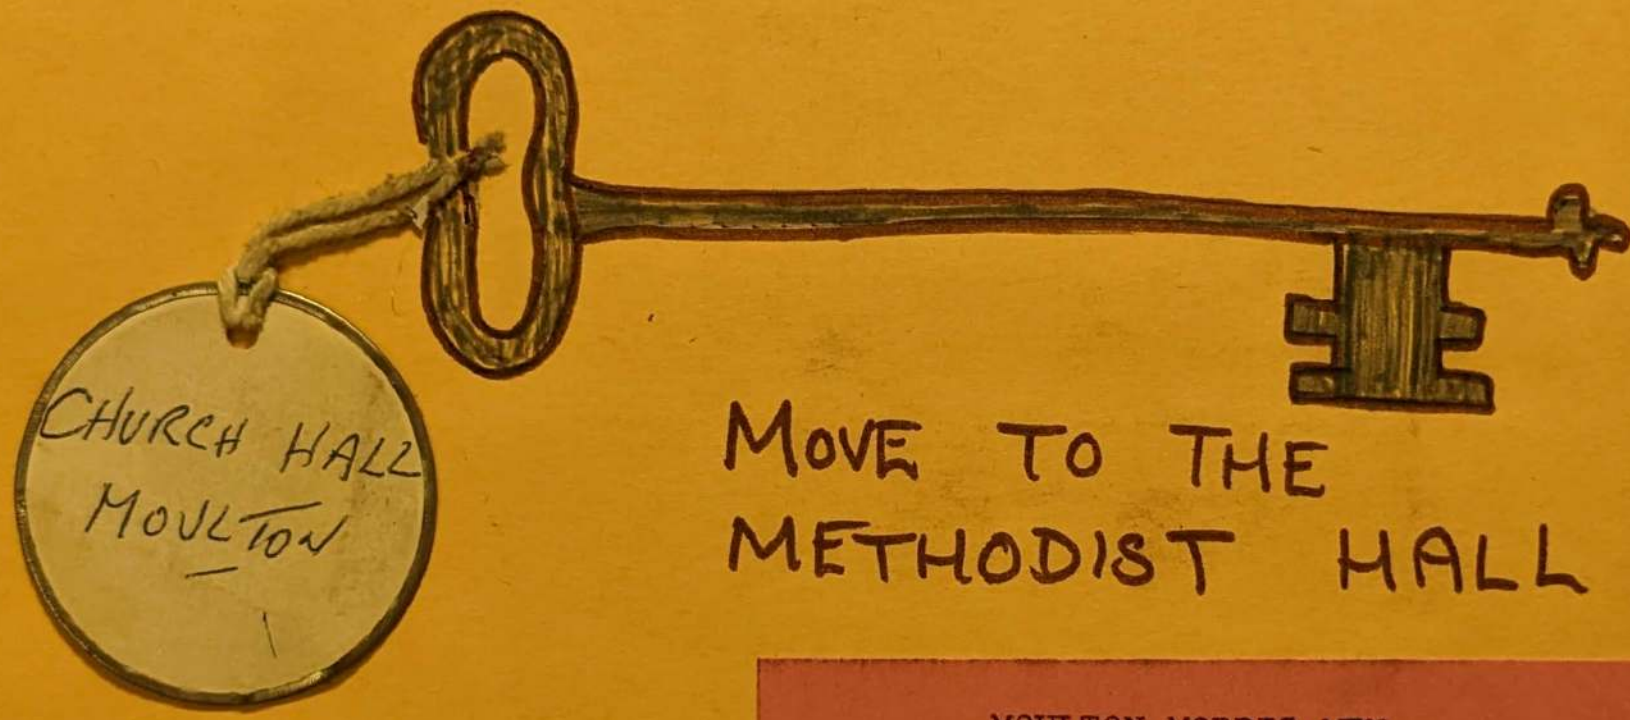 CHURCH HALL
MOULTON
MOVE TO THE
METHODIST HALL